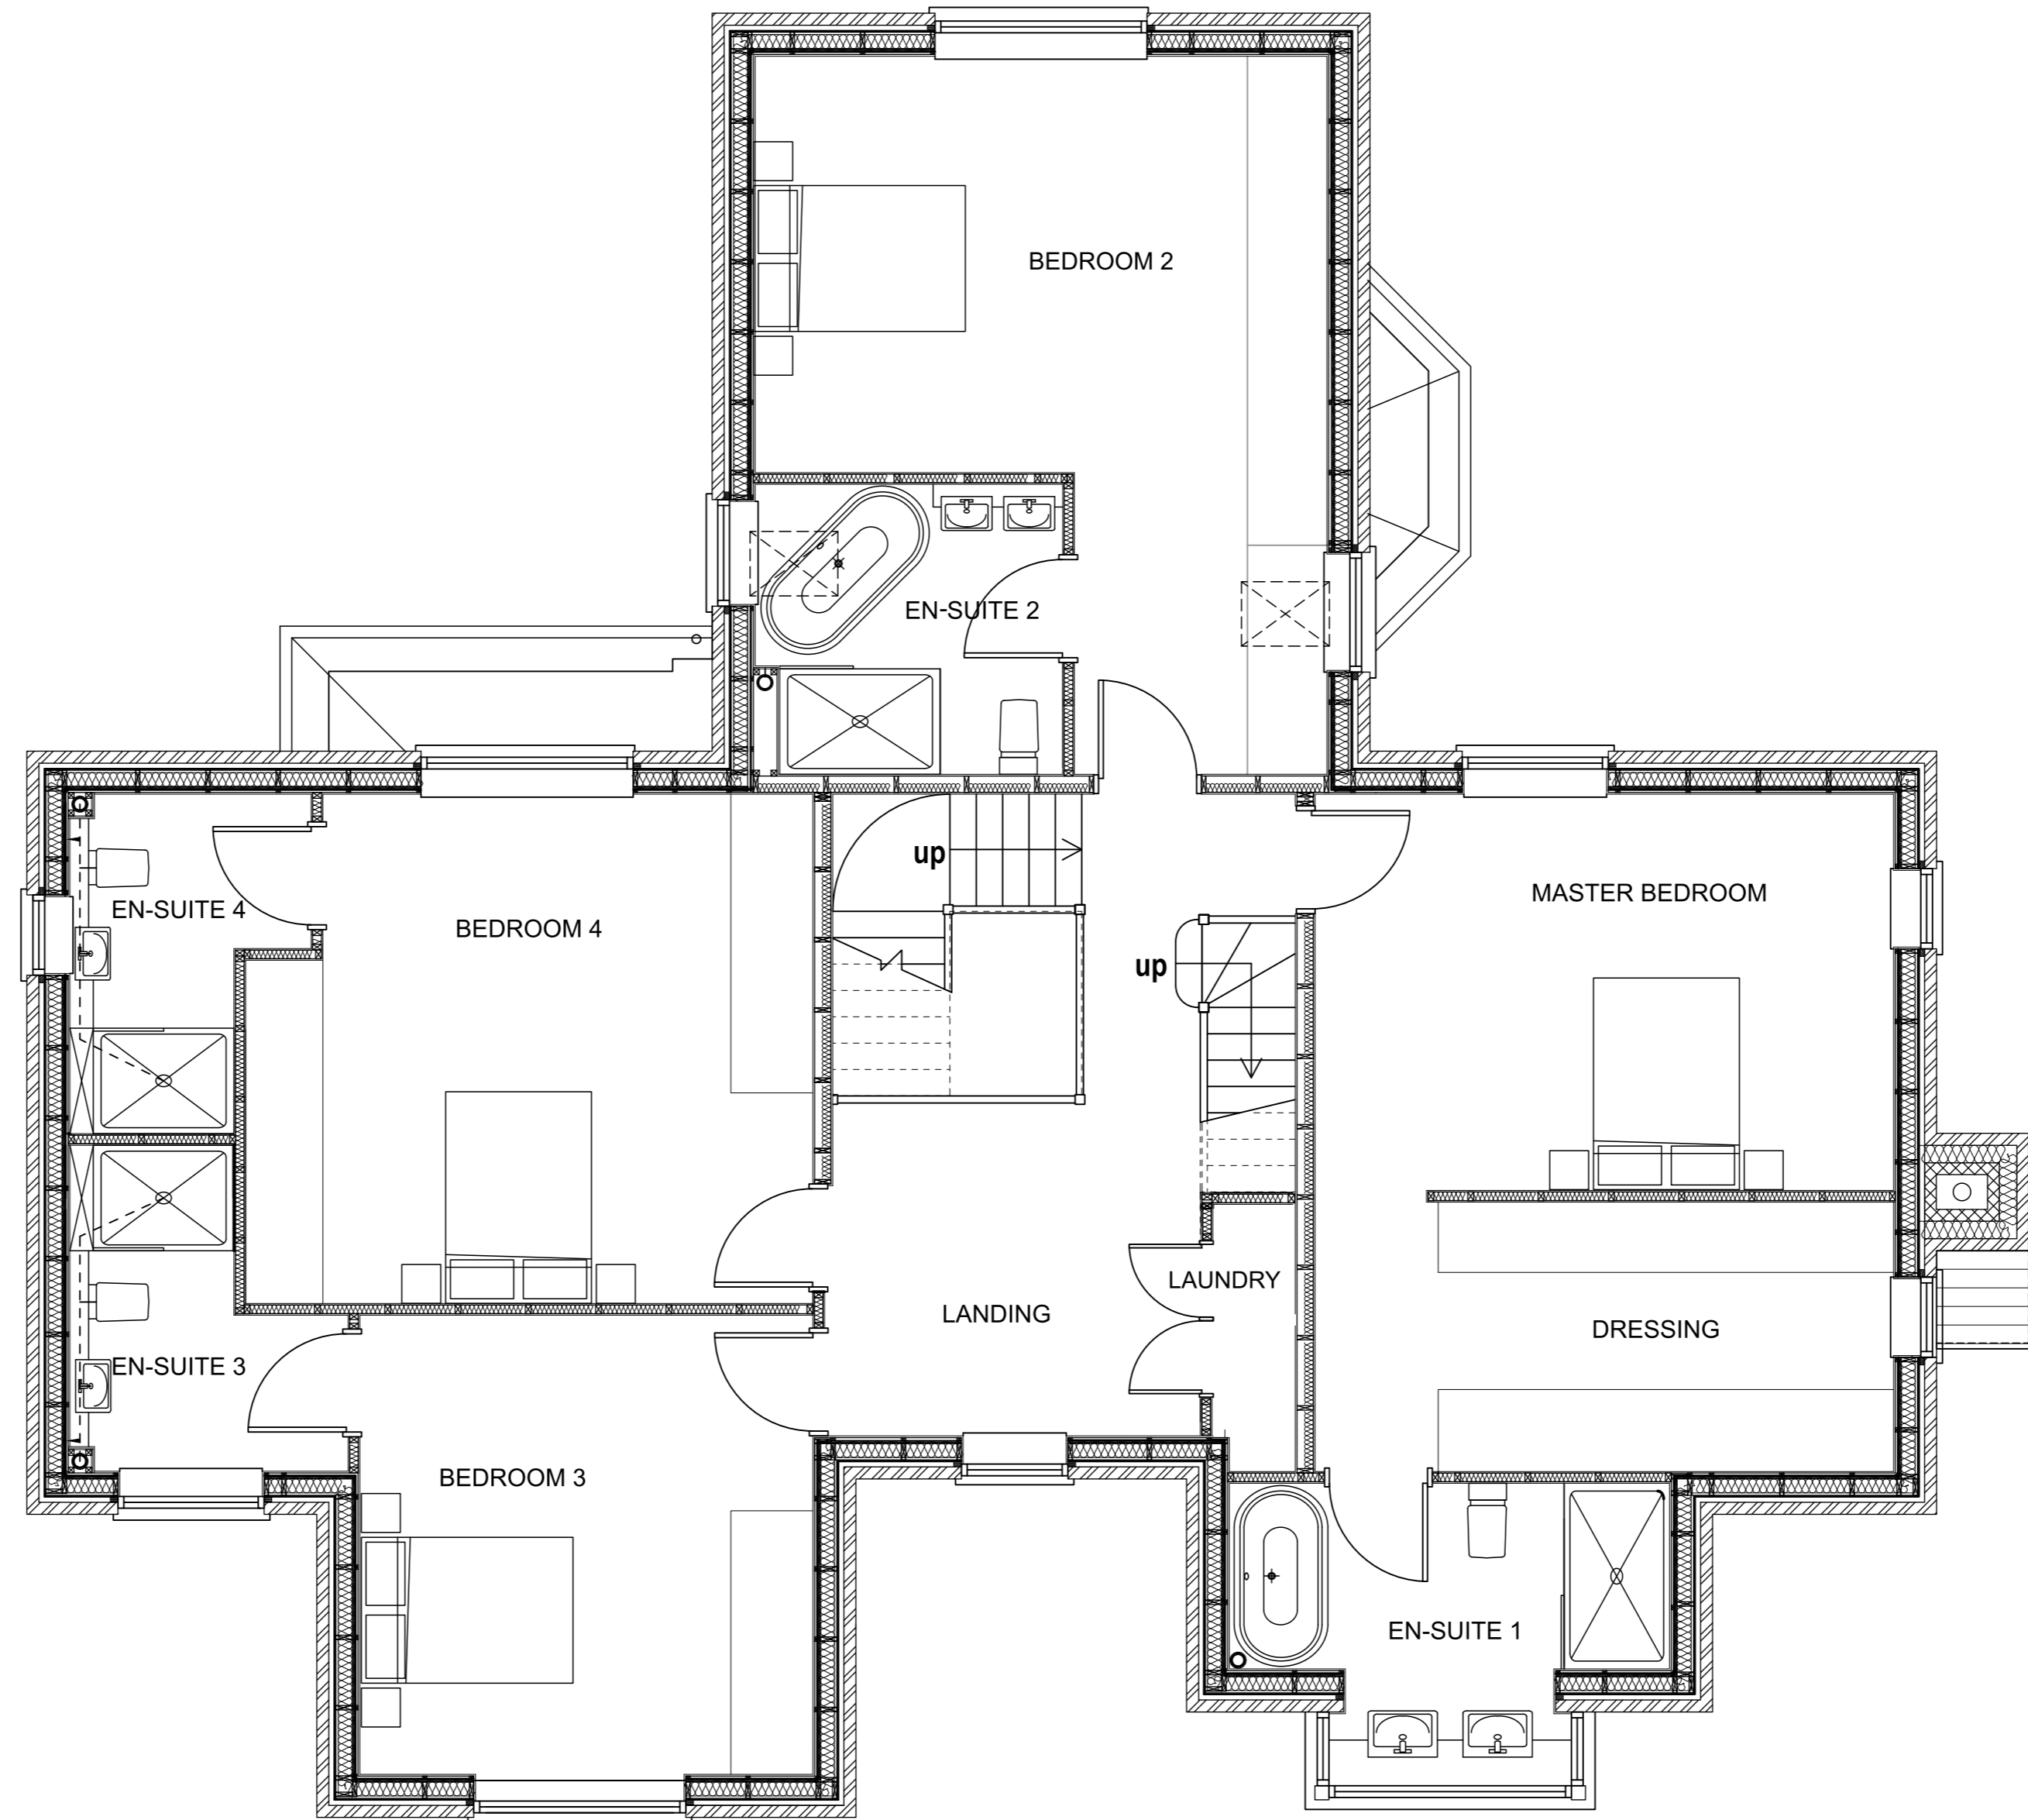 BEDROOM 2
EN-SUITE 2
up
MASTER BEDROOM
EN-SUITE 4
BEDROOM 4
up
LAUNDRY
LANDING
DRESSING
EN-SUITE 3
BEDROOM 3
EN-SUITE 1